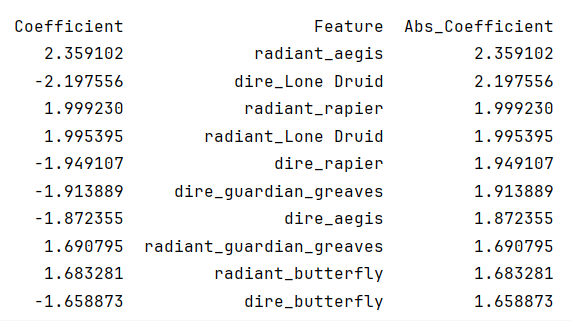 Coefficient Feature Abs_Coefficient
2.359102 radiant_aegis 2.359102
-2.197556 dire_Lone Druid 2.197556
1.999230 radiant_rapier 1.999230
1.995395 radiant_Lone Druid 1.995395
-1.949107 dire_rapier 1.949107
-1.913889 dire_guardian_greaves 1.913889
-1.872355 dire_aegis 1.872355
1.690795 radiant_guardian_greaves 1.690795
1.683281 radiant_butterfly 1.683281
-1.658873 dire_butterfly 1.658873